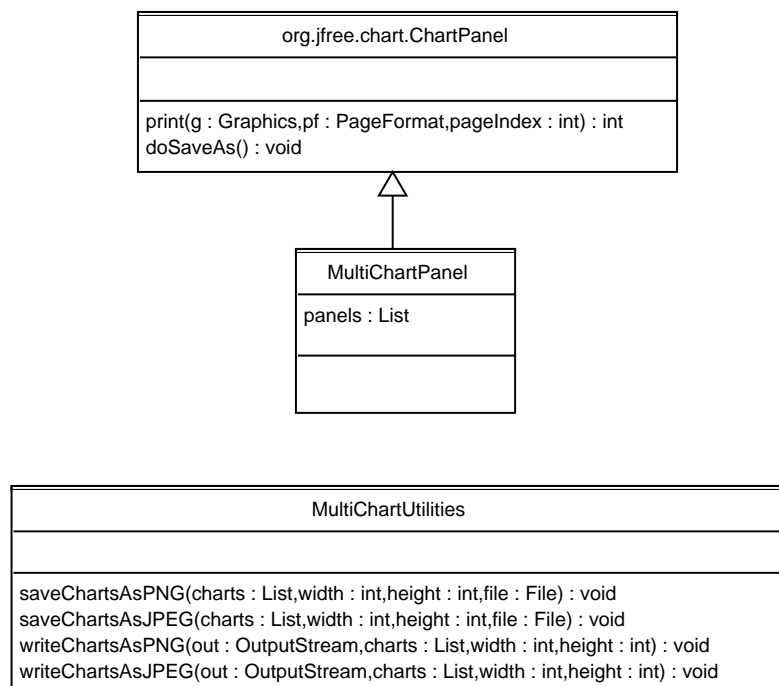 org.jfree.chart.ChartPanel
print(g : Graphics,pf : PageFormat,pageIndex : int) : int
doSaveAs() : void
MultiChartPanel
panels : List
MultiChartUtilities
saveChartsAsPNG(charts : List,width : int,height : int,file : File) : void
saveChartsAsJPEG(charts : List,width : int,height : int,file : File) : void
writeChartsAsPNG(out : OutputStream,charts : List,width : int,height : int) : void
writeChartsAsJPEG(out : OutputStream,charts : List,width : int,height : int) : void